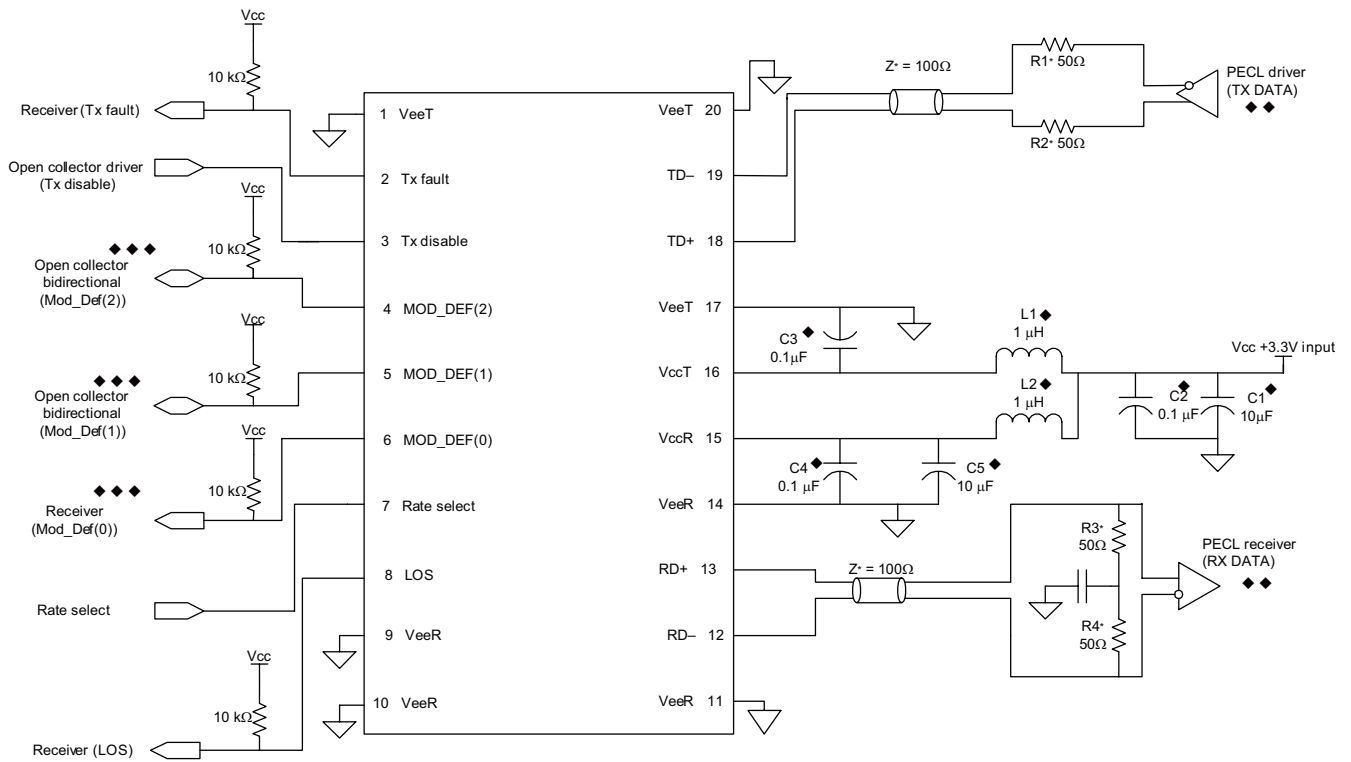 Vcc
10 kΩ
Receiver (Tx fault)
Open collector driver
(Tx disable)
Vcc
10 kΩ
◆ ◆ ◆
Open collector
bidirectional
(Mod_Def(2))
Vcc
10 kΩ
◆ ◆ ◆
Open collector
bidirectional
(Mod_Def(1))
Vcc
10 kΩ
◆ ◆ ◆
Receiver
(Mod_Def(0))
Rate select
Vcc
10 kΩ
Receiver (LOS)
1 VeeT
2 Tx fault
3 Tx disable
4 MOD_DEF(2)
5 MOD_DEF(1)
6 MOD_DEF(0)
7 Rate select
8 LOS
9 VeeR
10 VeeR
VeeT 20
TD– 19
TD+ 18
VeeT 17
VccT 16
VccR 15
VeeR 14
RD+ 13
RD– 12
VeeR 11
Z* = 100Ω
R1* 50Ω
R2* 50Ω
PECL driver
(TX DATA)
◆ ◆
C3◆
0.1µF
L1◆
1 µH
L2◆
1 µH
Vcc +3.3V input
C2◆
0.1 µF
C1◆
10µF
C4◆
0.1 µF
C5◆
10 µF
Z* = 100Ω
R3*
50Ω
R4*
50Ω
PECL receiver
(RX DATA)
◆ ◆